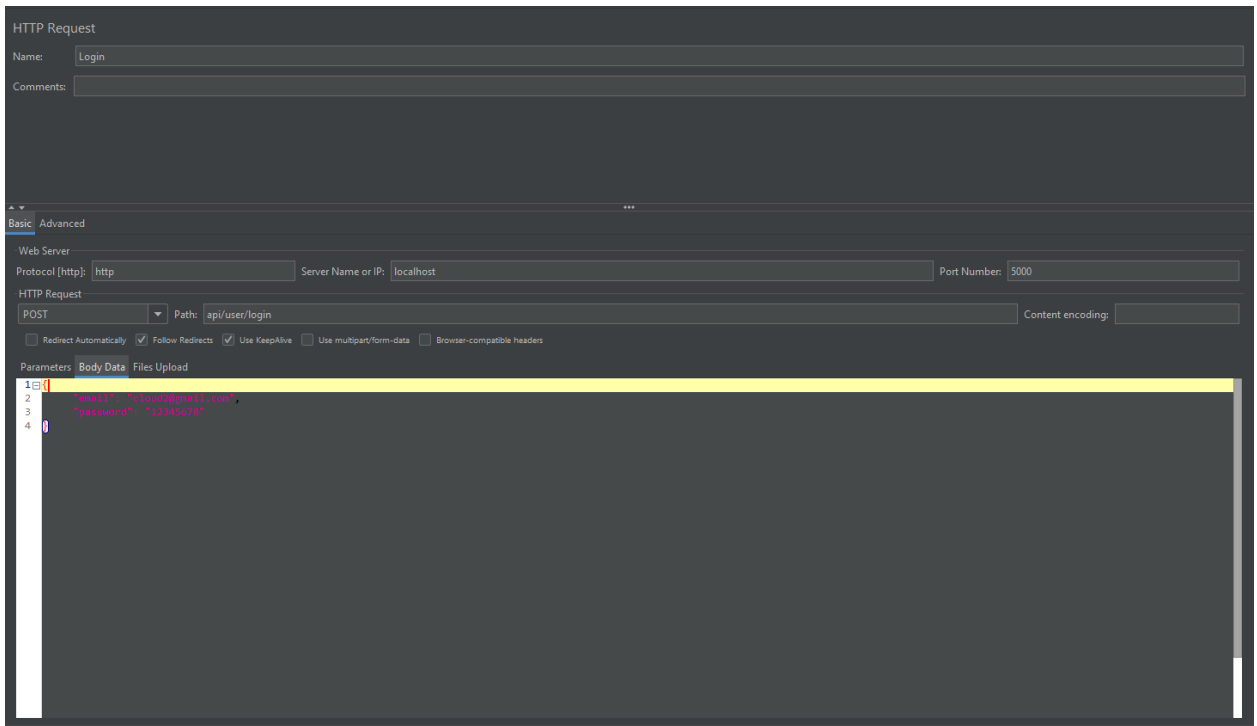 HTTP Request
Name: Login
Comments:
Basic Advanced
Web Server
Protocol [http]: http Server Name or IP: localhost Port Number: 5000
HTTP Request
POST Path: api/user/login Content encoding:
Redirect Automatically Follow Redirects Use KeepAlive Use multipart/form-data Browser-compatible headers
Parameters Body Data Files Upload
1 {
2 "email": "cloud2@gmail.com",
3 "password": "12345678"
4 }